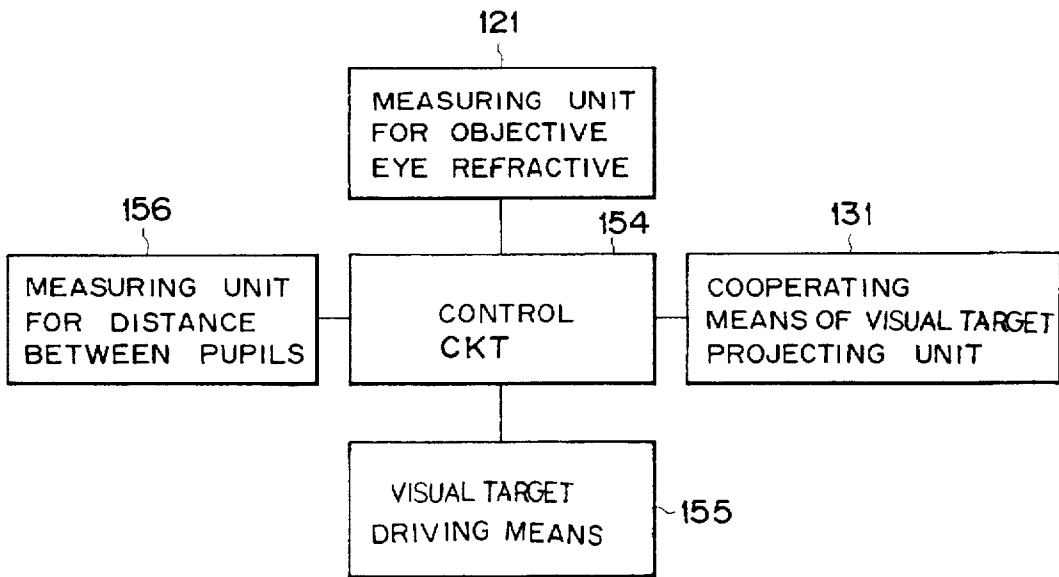 121
MEASURING UNIT
FOR OBJECTIVE
EYE REFRACTIVE
156
MEASURING UNIT
FOR DISTANCE
BETWEEN PUPILS
154
CONTROL
CKT
131
COOPERATING
MEANS OF VISUAL TARGET
PROJECTING UNIT
VISUAL TARGET
DRIVING MEANS
155